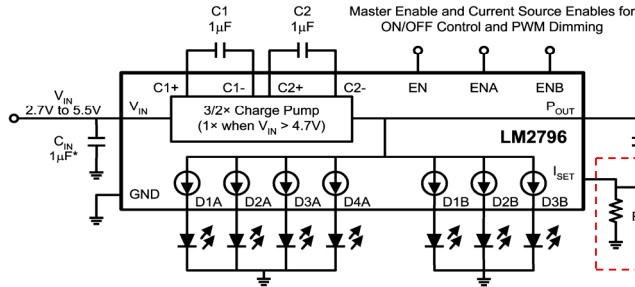 C1
1µF
C2
1µF
Master Enable and Current Source Enables for
ON/OFF Control and PWM Dimming
C1+
C1-
C2+
C2-
EN
ENA
ENB
VIN
2.7V to 5.5V
VIN
3/2× Charge Pump
(1× when VIN > 4.7V)
POUT
LM2796
CIN
1µF*
ISET
GND
D1A
D2A
D3A
D4A
D1B
D2B
D3B